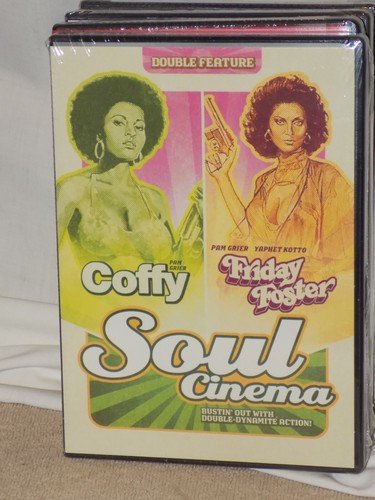 DOUBLE FEATURE
PAM GRIER
Coffy
PAM GRIER YAPHET KOTTO
Friday
Foster
Soul
Cinema
BUSTIN' OUT WITH
DOUBLE-DYNAMITE ACTION!